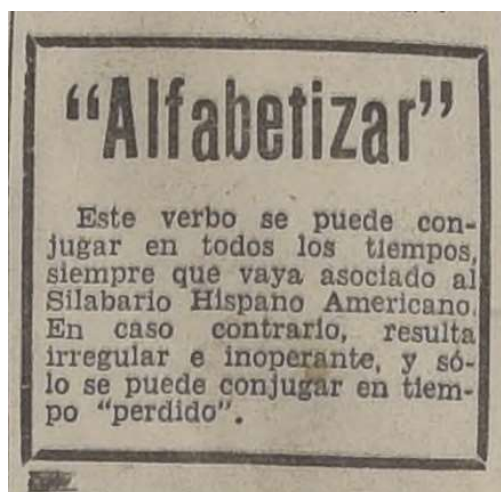 “Alfabetizar”
Este verbo se puede con-
jugar en todos los tiempos,
siempre que vaya asociado al
Silabario Hispano Americano.
En caso contrario, resulta
irregular e inoperante, y só-
lo se puede conjugar en tiem-
po “perdido”.